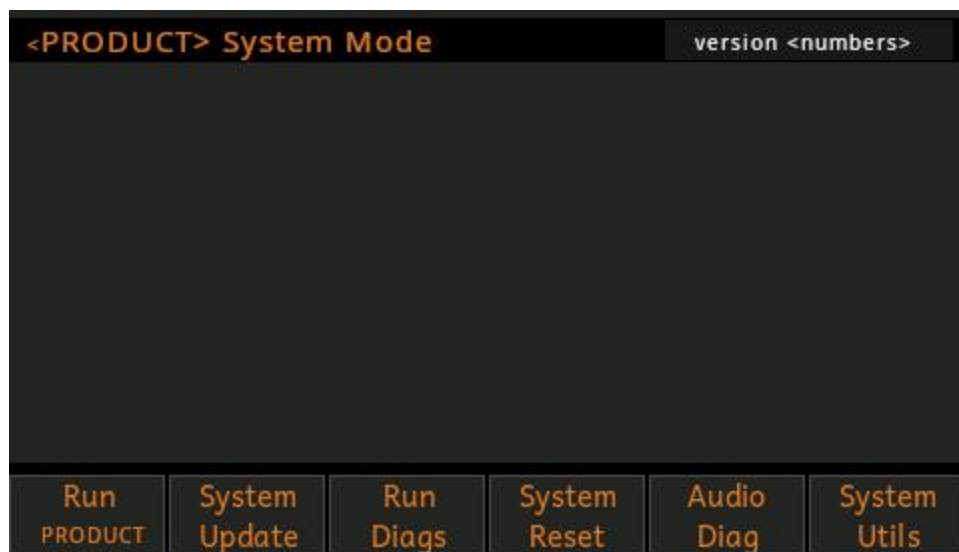 <PRODUCT> System Mode
version <numbers>
Run PRODUCT
System Update
Run Diags
System Reset
Audio Diag
System Utils